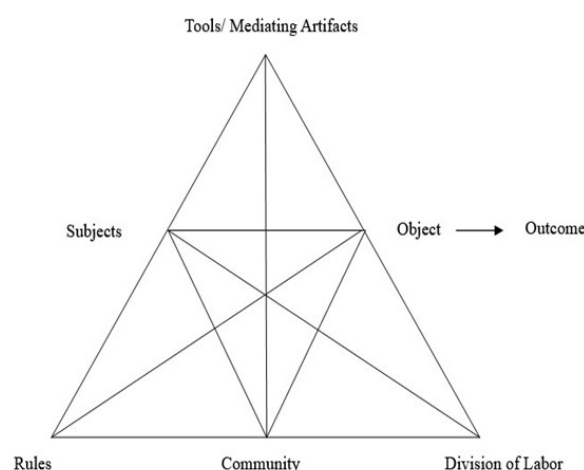 Tools/ Mediating Artifacts
Subjects Object Outcome
Rules Community Division of Labor